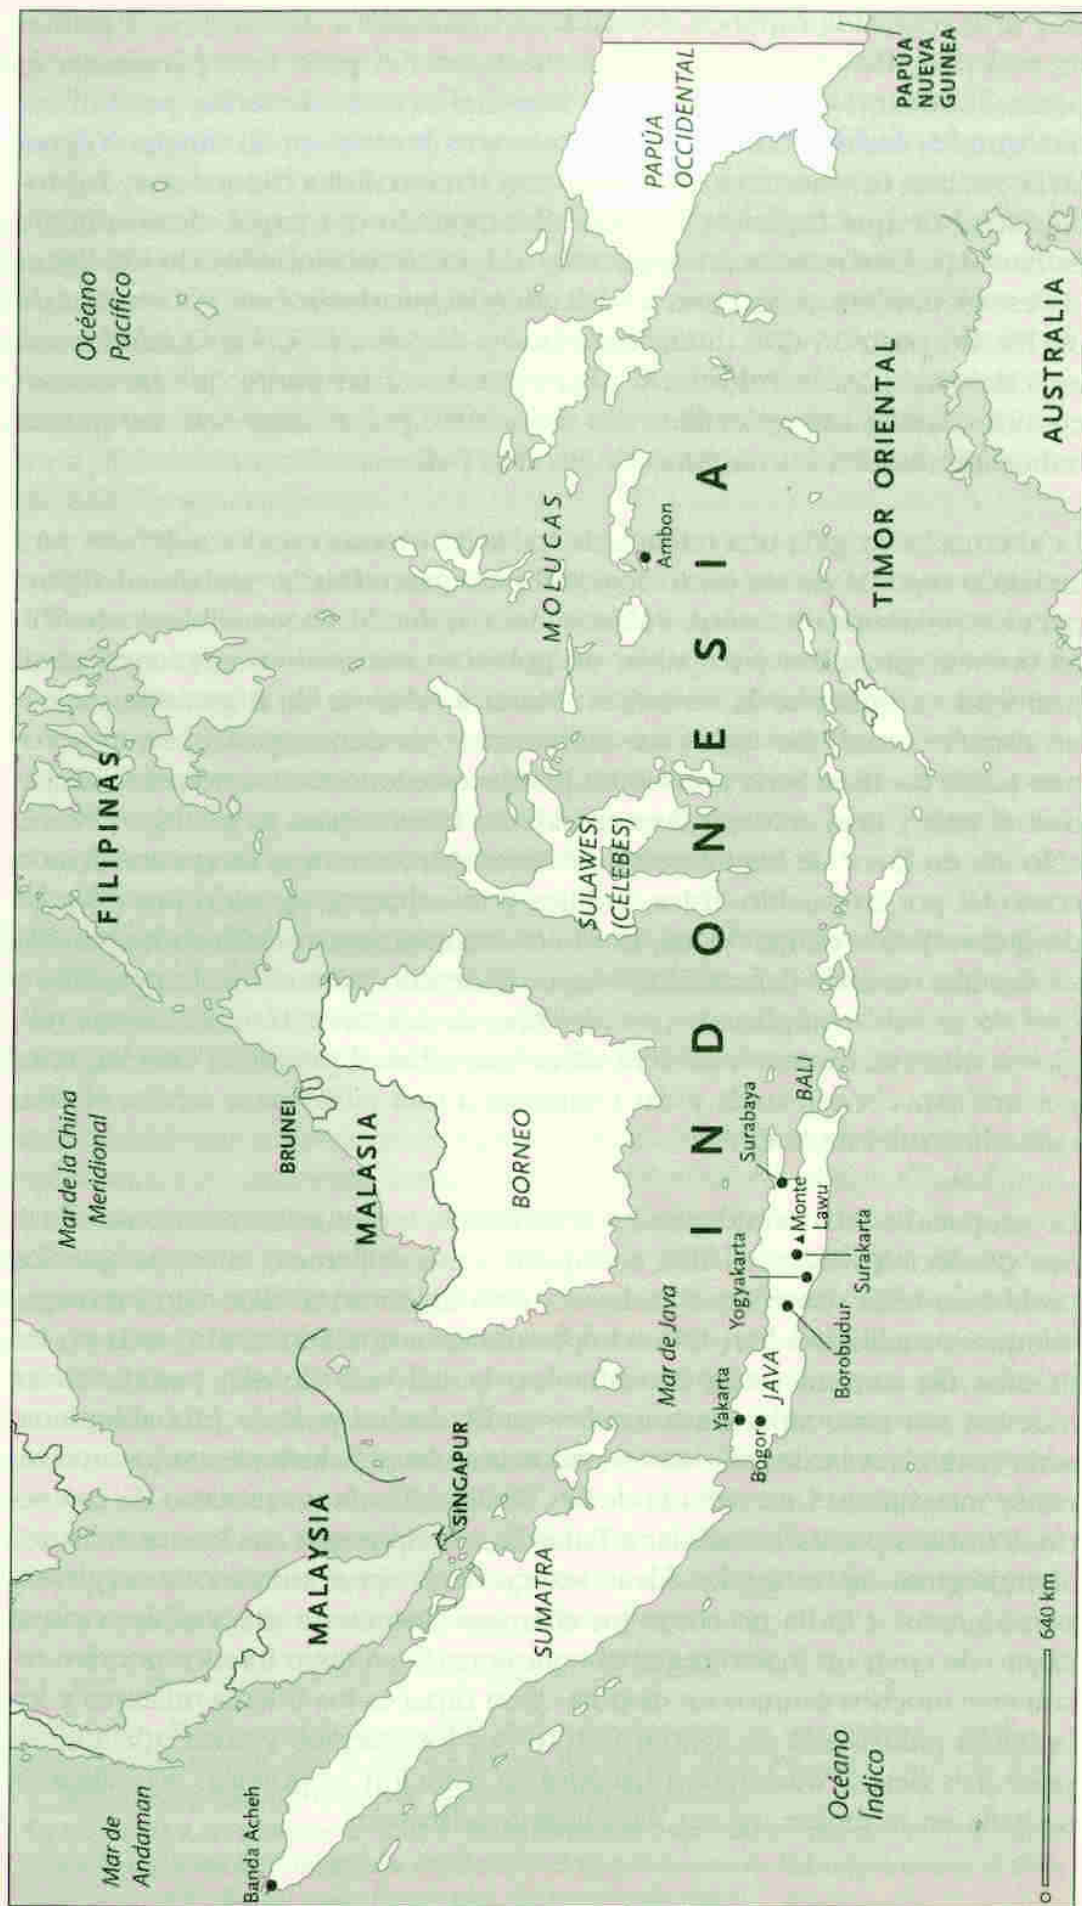 Mar de
Andaman
Banda Acheh
MALAYSIA
SINGAPUR
SUMATRA
Océano
Índico
0
640 km
Mar de la China
Meridional
BRUNEI
MALASIA
BORNEO
FILIPINAS
Océano
Pacífico
SULAWESI
(CÉLEBES)
MOLUCAS
Ambon
INDONESIA
Mar de Java
Yakarta
Bogor
JAVA
Borobudur
Yogyakarta
Surakarta
Monte
Lawu
Surabaya
BALI
TIMOR ORIENTAL
AUSTRALIA
PAPÚA
OCCIDENTAL
PAPÚA
NUEVA
GUINEA